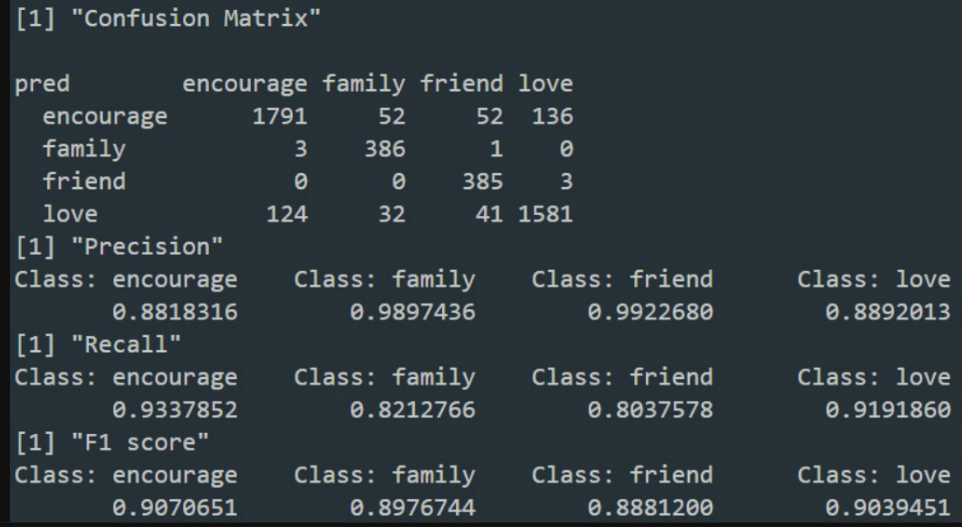 [1] "Confusion Matrix"
pred encourage family friend love
encourage 1791 52 52 136
family 3 386 1 0
friend 0 0 385 3
love 124 32 41 1581
[1] "Precision"
Class: encourage Class: family Class: friend Class: love
0.8818316 0.9897436 0.9922680 0.8892013
[1] "Recall"
Class: encourage Class: family Class: friend Class: love
0.9337852 0.8212766 0.8037578 0.9191860
[1] "F1 score"
Class: encourage Class: family Class: friend Class: love
0.9070651 0.8976744 0.8881200 0.9039451